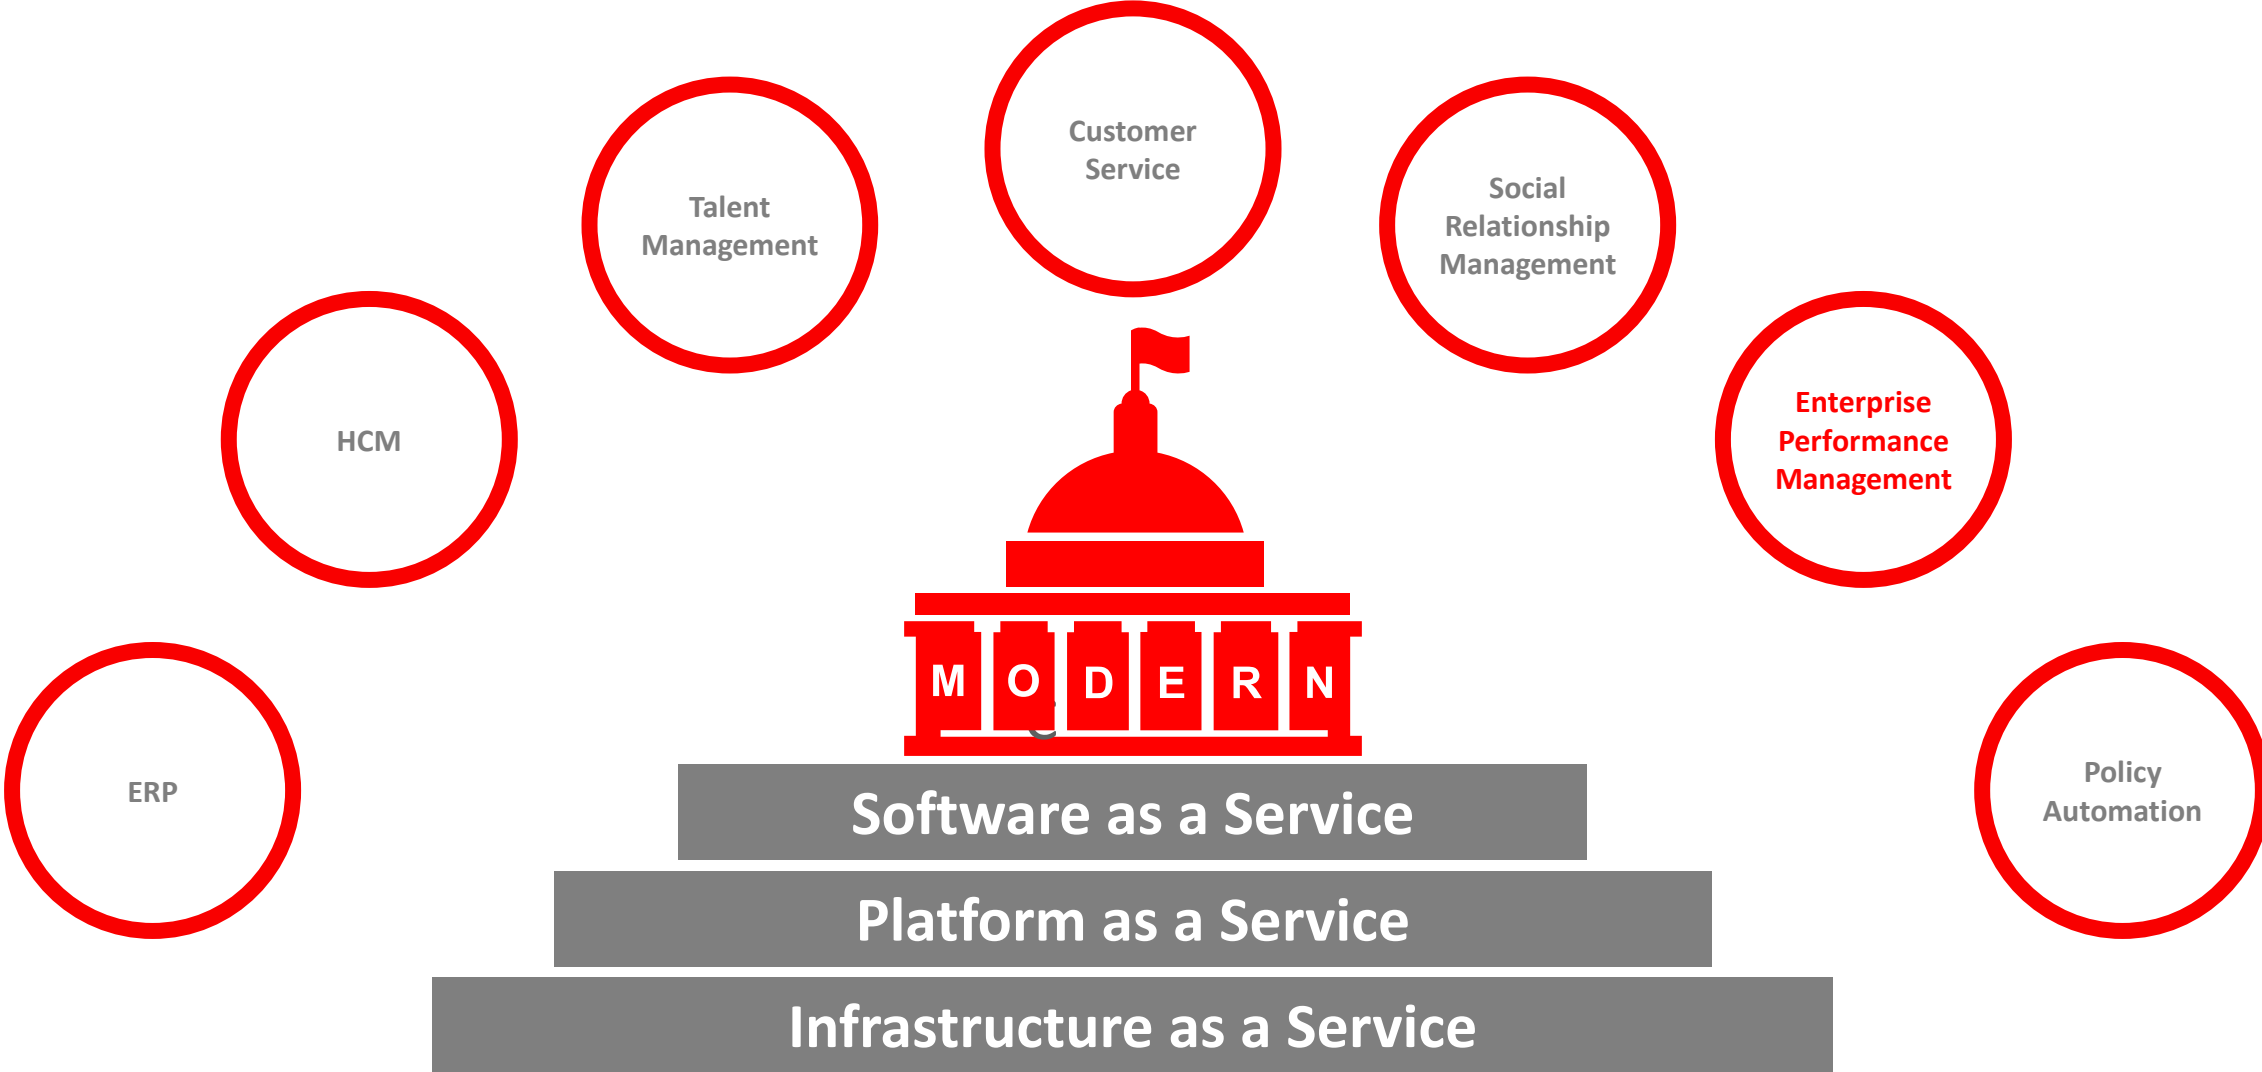 Customer
Service
Talent
Management
Social
Relationship
Management
HCM
Enterprise
Performance
Management
ERP
Policy
Automation
M O D E R N
Software as a Service
Platform as a Service
Infrastructure as a Service